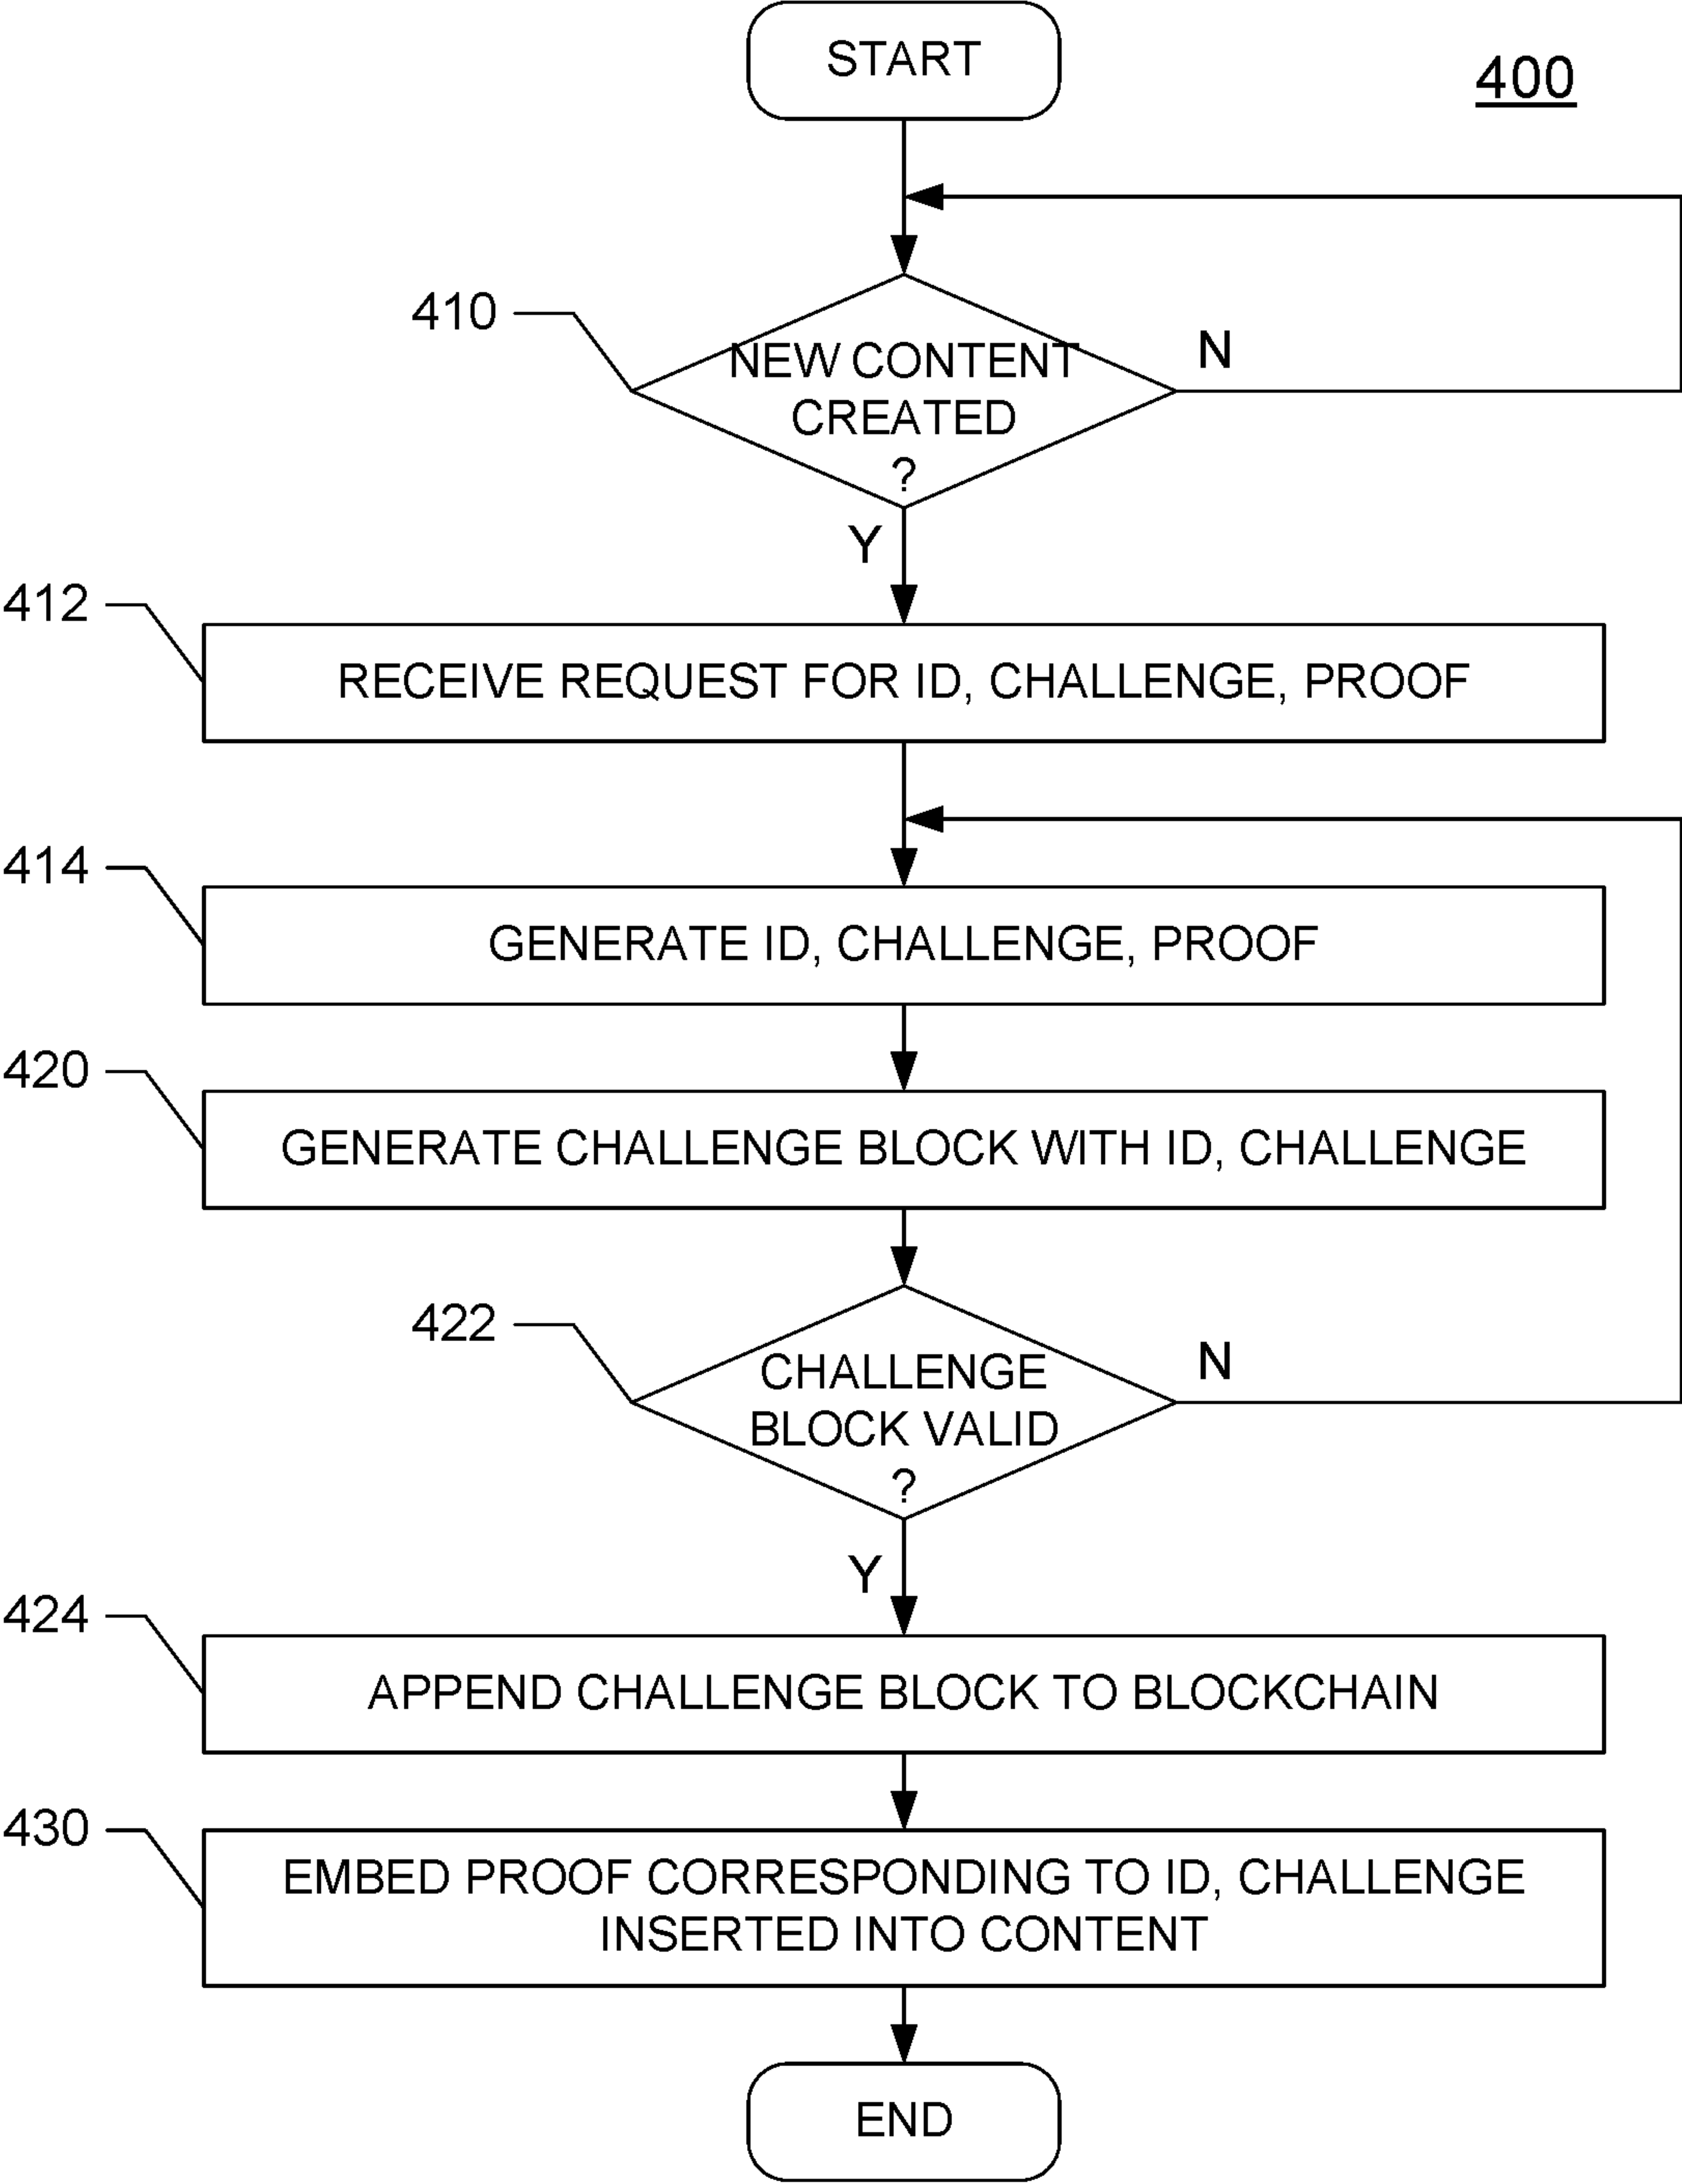 START
400
410
NEW CONTENT
CREATED
?
N
Y
412
RECEIVE REQUEST FOR ID, CHALLENGE, PROOF
414
GENERATE ID, CHALLENGE, PROOF
420
GENERATE CHALLENGE BLOCK WITH ID, CHALLENGE
422
CHALLENGE
BLOCK VALID
?
N
Y
424
APPEND CHALLENGE BLOCK TO BLOCKCHAIN
430
EMBED PROOF CORRESPONDING TO ID, CHALLENGE
INSERTED INTO CONTENT
END